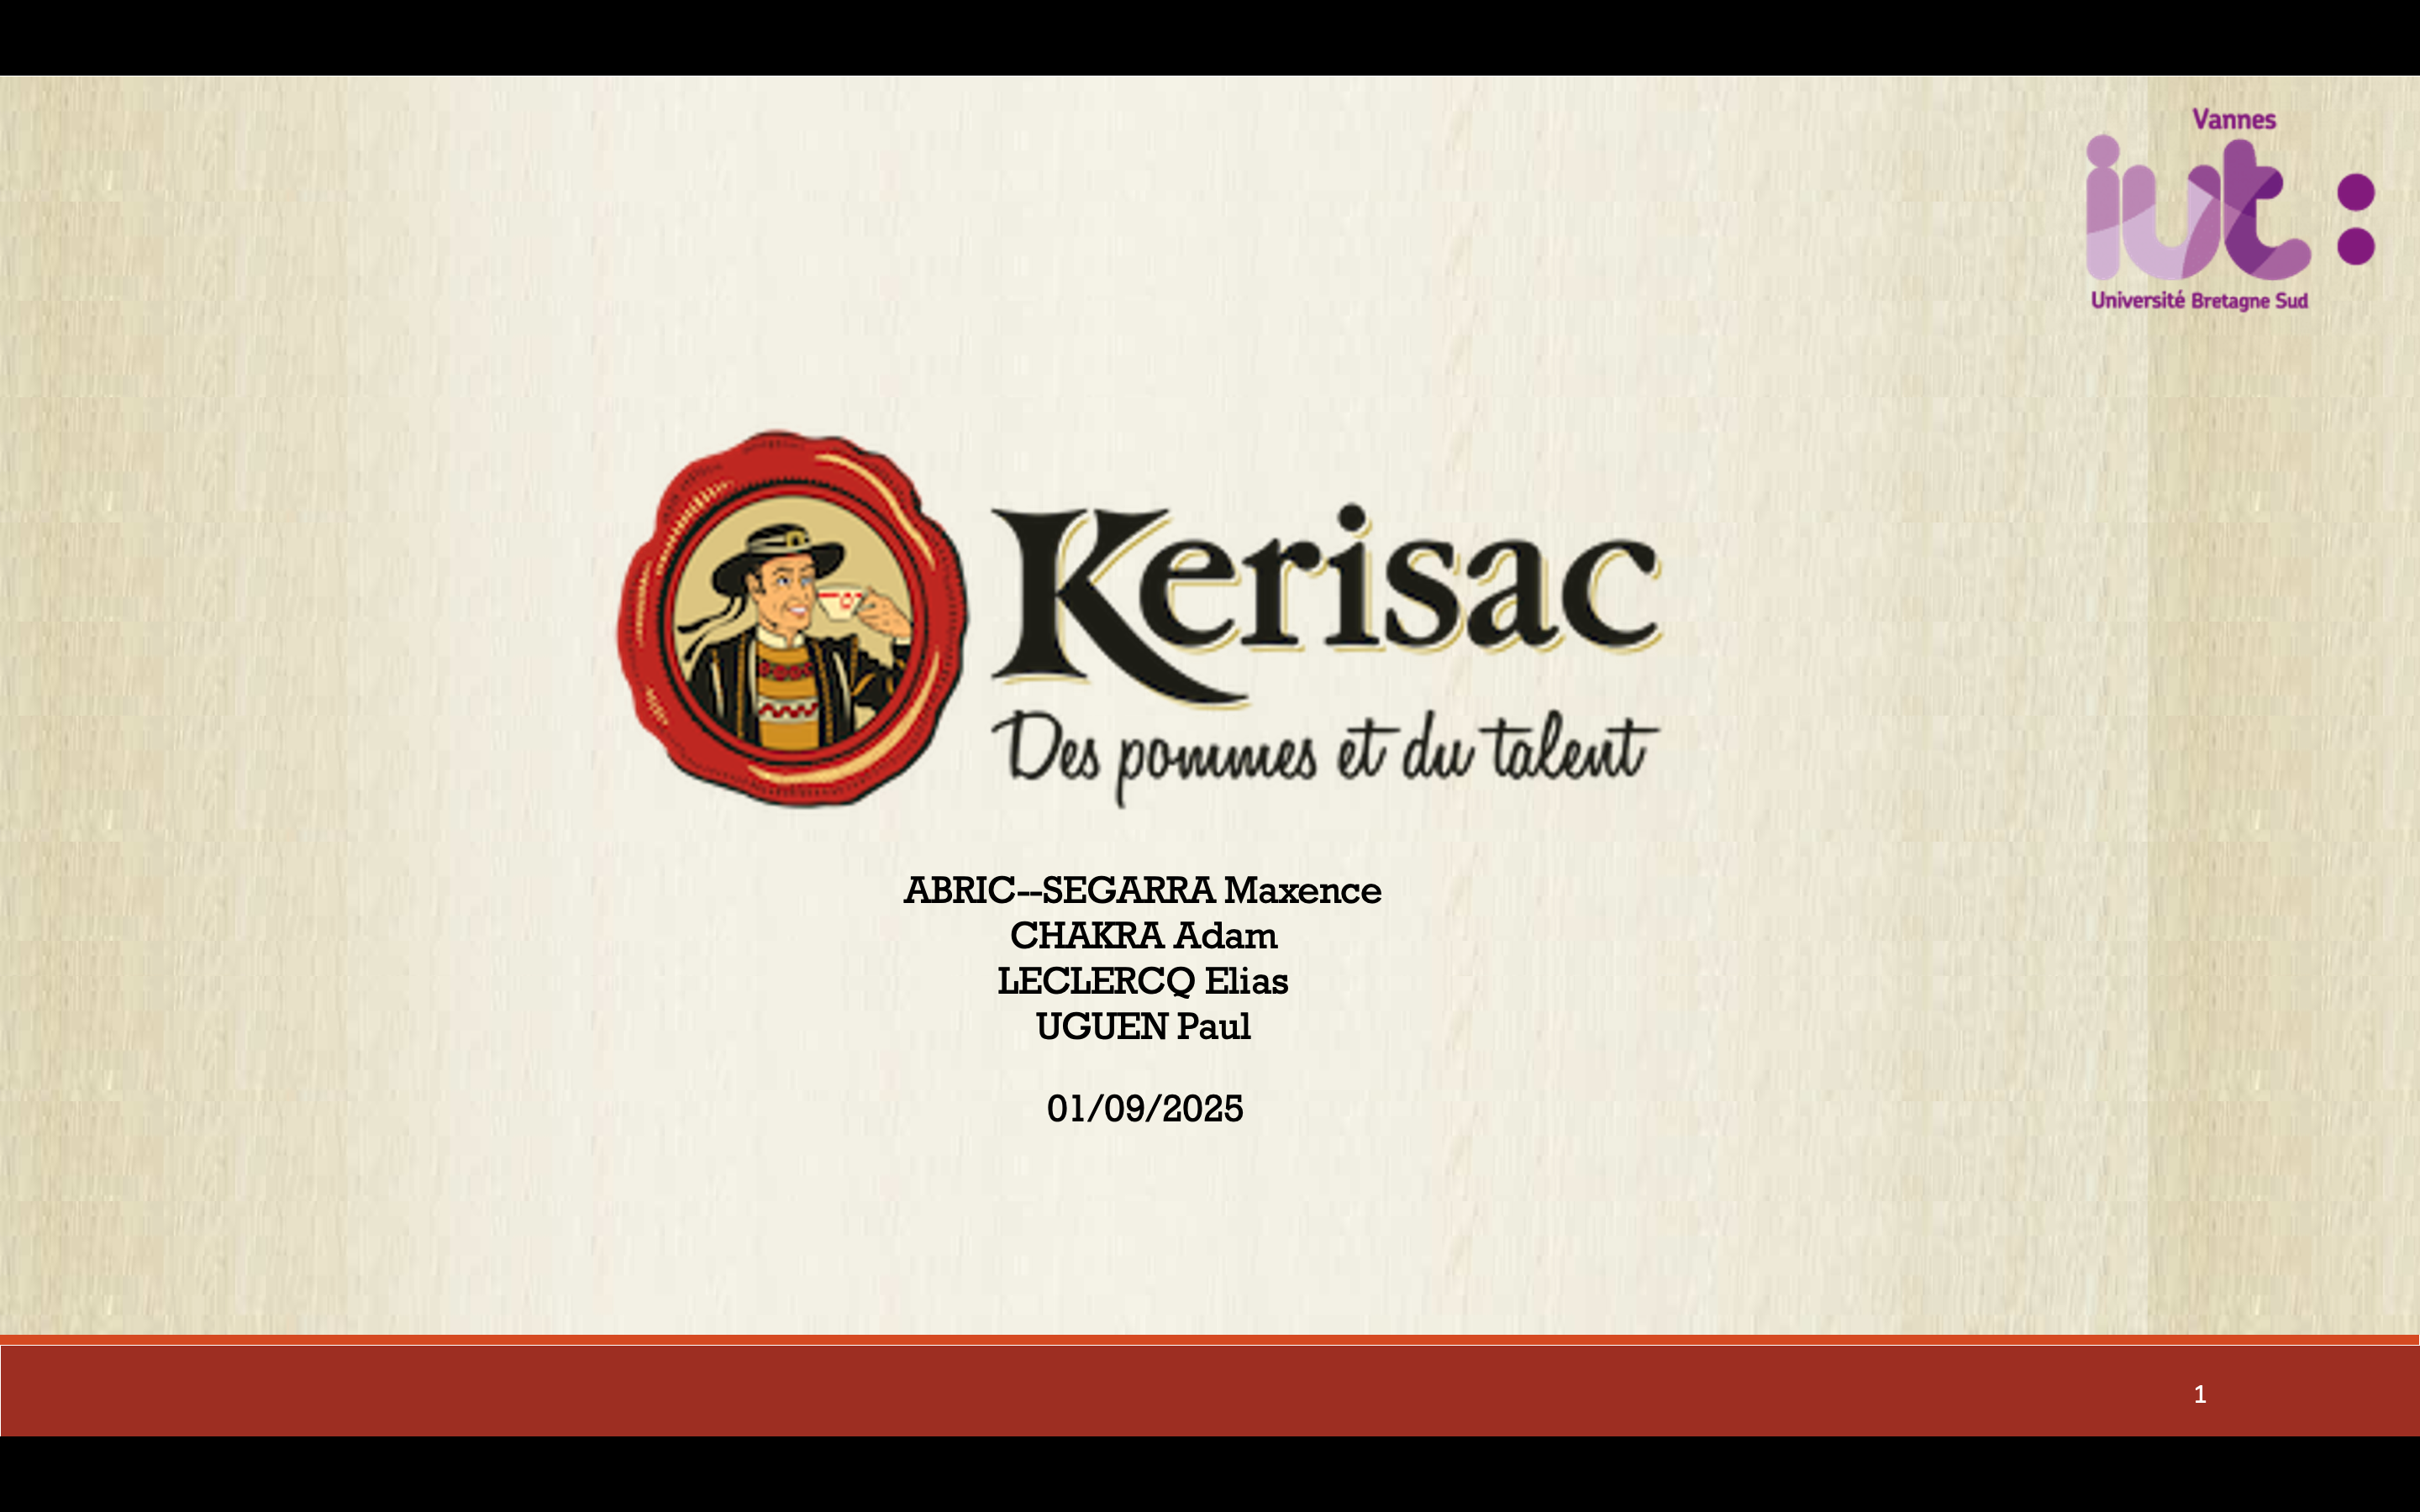 Vannes
iut
Université Bretagne Sud
Kerisac
Des pommes et du talent
ABRIC--SEGARRA Maxence
CHAKRA Adam
LECLERCQ Elias
UGUEN Paul
01/09/2025
1